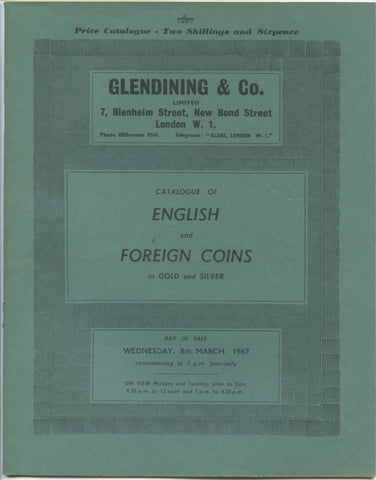 Price Catalogue - Two Shillings and Sixpence
GLENDINING & Co.
LIMITED
7, Blenheim Street, New Bond Street
London W. 1.
Phone GROsvenor 8541 Telegrams: "GLENS, LONDON W. 1."
CATALOGUE OF
ENGLISH
and
FOREIGN COINS
in GOLD and SILVER
DAY OF SALE
WEDNESDAY, 8th MARCH, 1967
commencing at 1 p.m. precisely
ON VIEW Monday and Tuesday, prior to Sale
9.30 a.m. to 12 noon and 1 p.m. to 4.30 p.m.